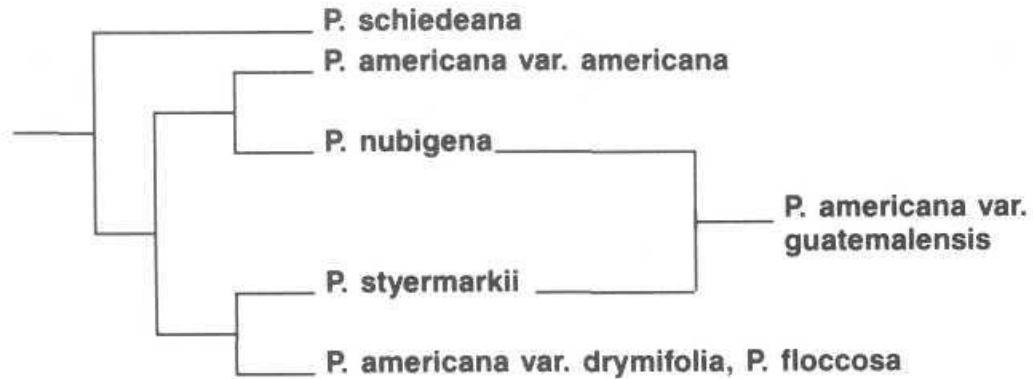 P. schiedeana
P. americana var. americana
P. nubigena
P. americana var.
guatemalensis
P. styermarkii
P. americana var. drymifolia, P. floccosa